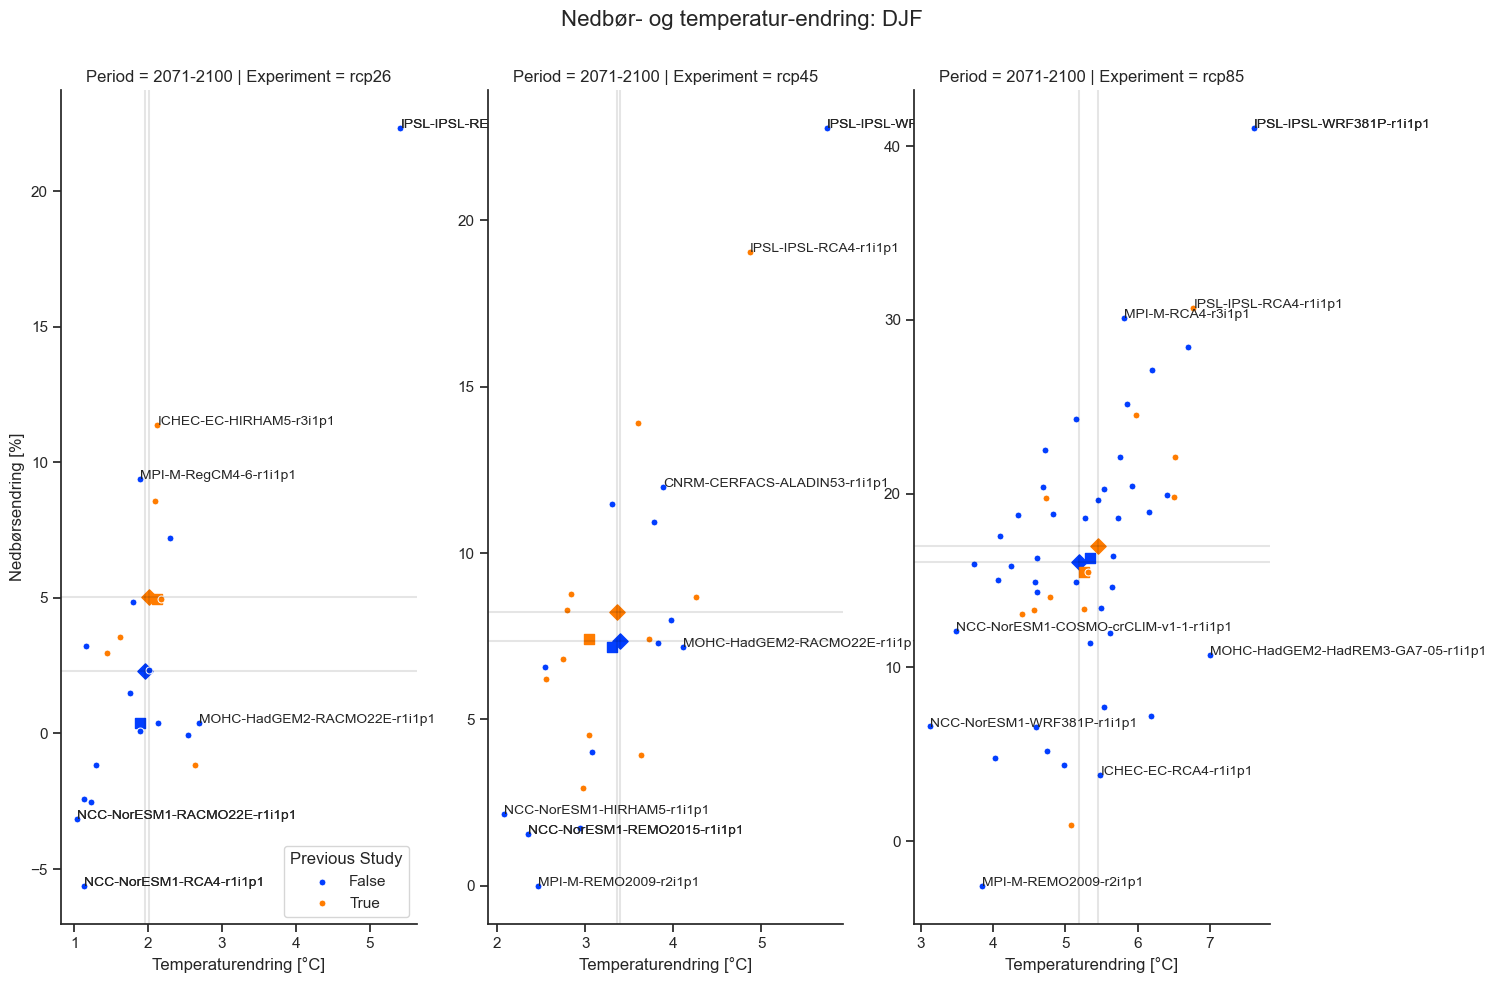 Nedbør- og temperatur-endring: DJF
Period = 2071-2100 | Experiment = rcp26
Period = 2071-2100 | Experiment = rcp45
Period = 2071-2100 | Experiment = rcp85
Nedbørsendring [%]
20
15
10
5
0
−5
IPSL-IPSL-RE
ICHEC-EC-HIRHAM5-r3i1p1
MPI-M-RegCM4-6-r1i1p1
MOHC-HadGEM2-RACMO22E-r1i1p1
NCC-NorESM1-RACMO22E-r1i1p1
NCC-NorESM1-RCA4-r1i1p1
Previous Study
False
True
1 2 3 4 5
Temperaturendring [°C]
20
15
10
5
0
IPSL-IPSL-WR
IPSL-IPSL-RCA4-r1i1p1
CNRM-CERFACS-ALADIN53-r1i1p1
MOHC-HadGEM2-RACMO22E-r1i1p
NCC-NorESM1-HIRHAM5-r1i1p1
NCC-NorESM1-REMO2015-r1i1p1
MPI-M-REMO2009-r2i1p1
2 3 4 5
Temperaturendring [°C]
40
30
20
10
0
IPSL-IPSL-WRF381P-r1i1p1
IPSL-IPSL-RCA4-r1i1p1
MPI-M-RCA4-r3i1p1
NCC-NorESM1-COSMO-crCLIM-v1-1-r1i1p1
MOHC-HadGEM2-HadREM3-GA7-05-r1i1p1
NCC-NorESM1-WRF381P-r1i1p1
ICHEC-EC-RCA4-r1i1p1
MPI-M-REMO2009-r2i1p1
3 4 5 6 7
Temperaturendring [°C]